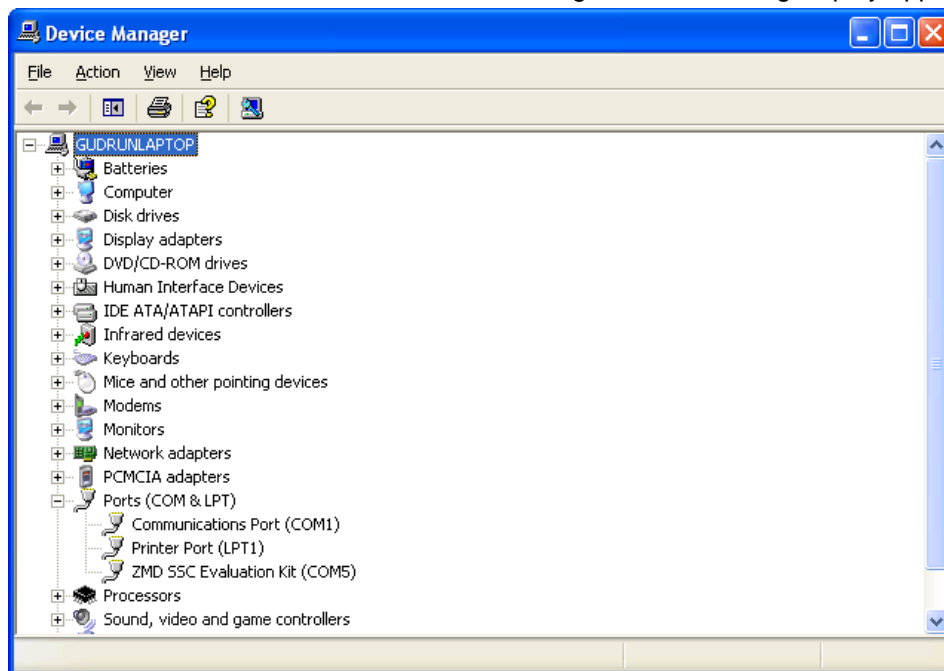 Device Manager
File Action View Help
GUDRUNLAPTOP
Batteries
Computer
Disk drives
Display adapters
DVD/CD-ROM drives
Human Interface Devices
IDE ATA/ATAPI controllers
Infrared devices
Keyboards
Mice and other pointing devices
Modems
Monitors
Network adapters
PCMCIA adapters
Ports (COM & LPT)
Communications Port (COM1)
Printer Port (LPT1)
ZMD SSC Evaluation Kit (COM5)
Processors
Sound, video and game controllers